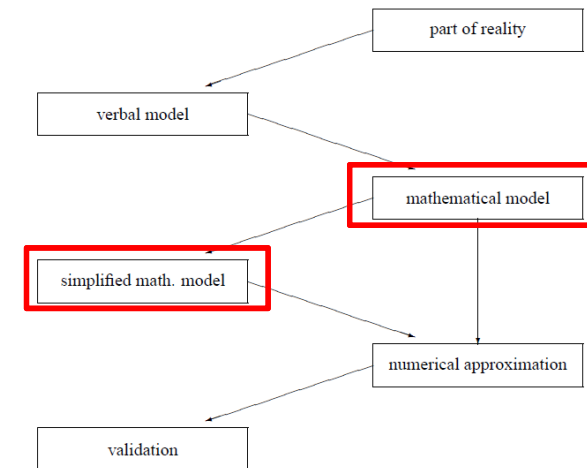 part of reality
verbal model
mathematical model
simplified math. model
numerical approximation
validation